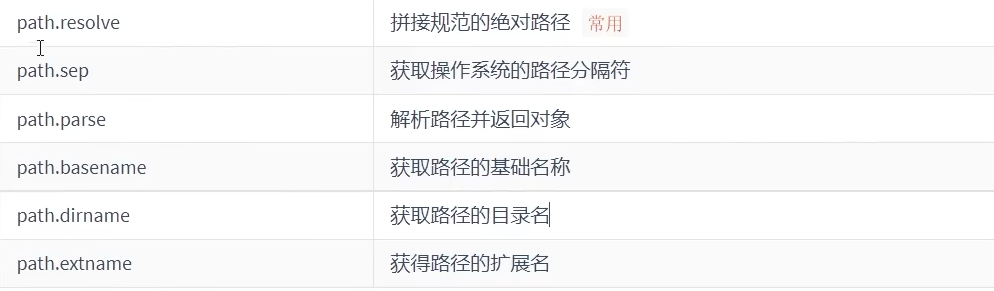 path.resolve 拼接规范的绝对路径 常用
path.sep 获取操作系统的路径分隔符
path.parse 解析路径并返回对象
path.basename 获取路径的基础名称
path.dirname 获取路径的目录名
path.extname 获得路径的扩展名